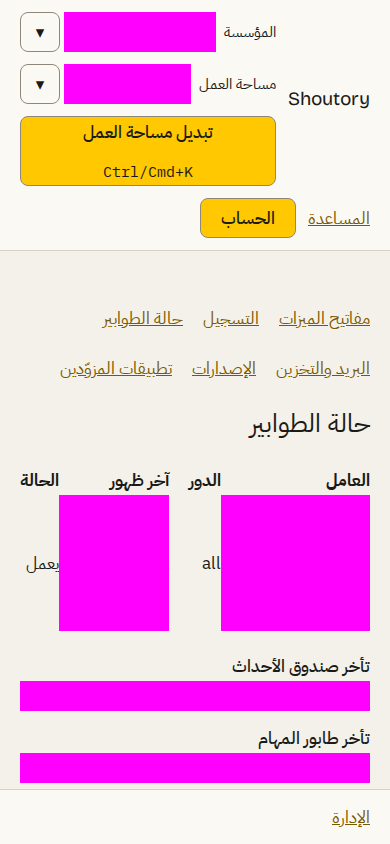 المؤسسة ▼
Shoutory
مساحة العمل ▼
تبديل مساحة العمل
Ctrl/Cmd+K
المساعدة الحساب
مفاتيح الميزات التسجيل حالة الطوابير
البريد والتخزين الإصدارات تطبيقات المزوّدين
حالة الطوابير
العامل الدور آخر ظهور الحالة
all يعمل
تأخر صندوق الأحداث
تأخر طابور المهام
الإدارة